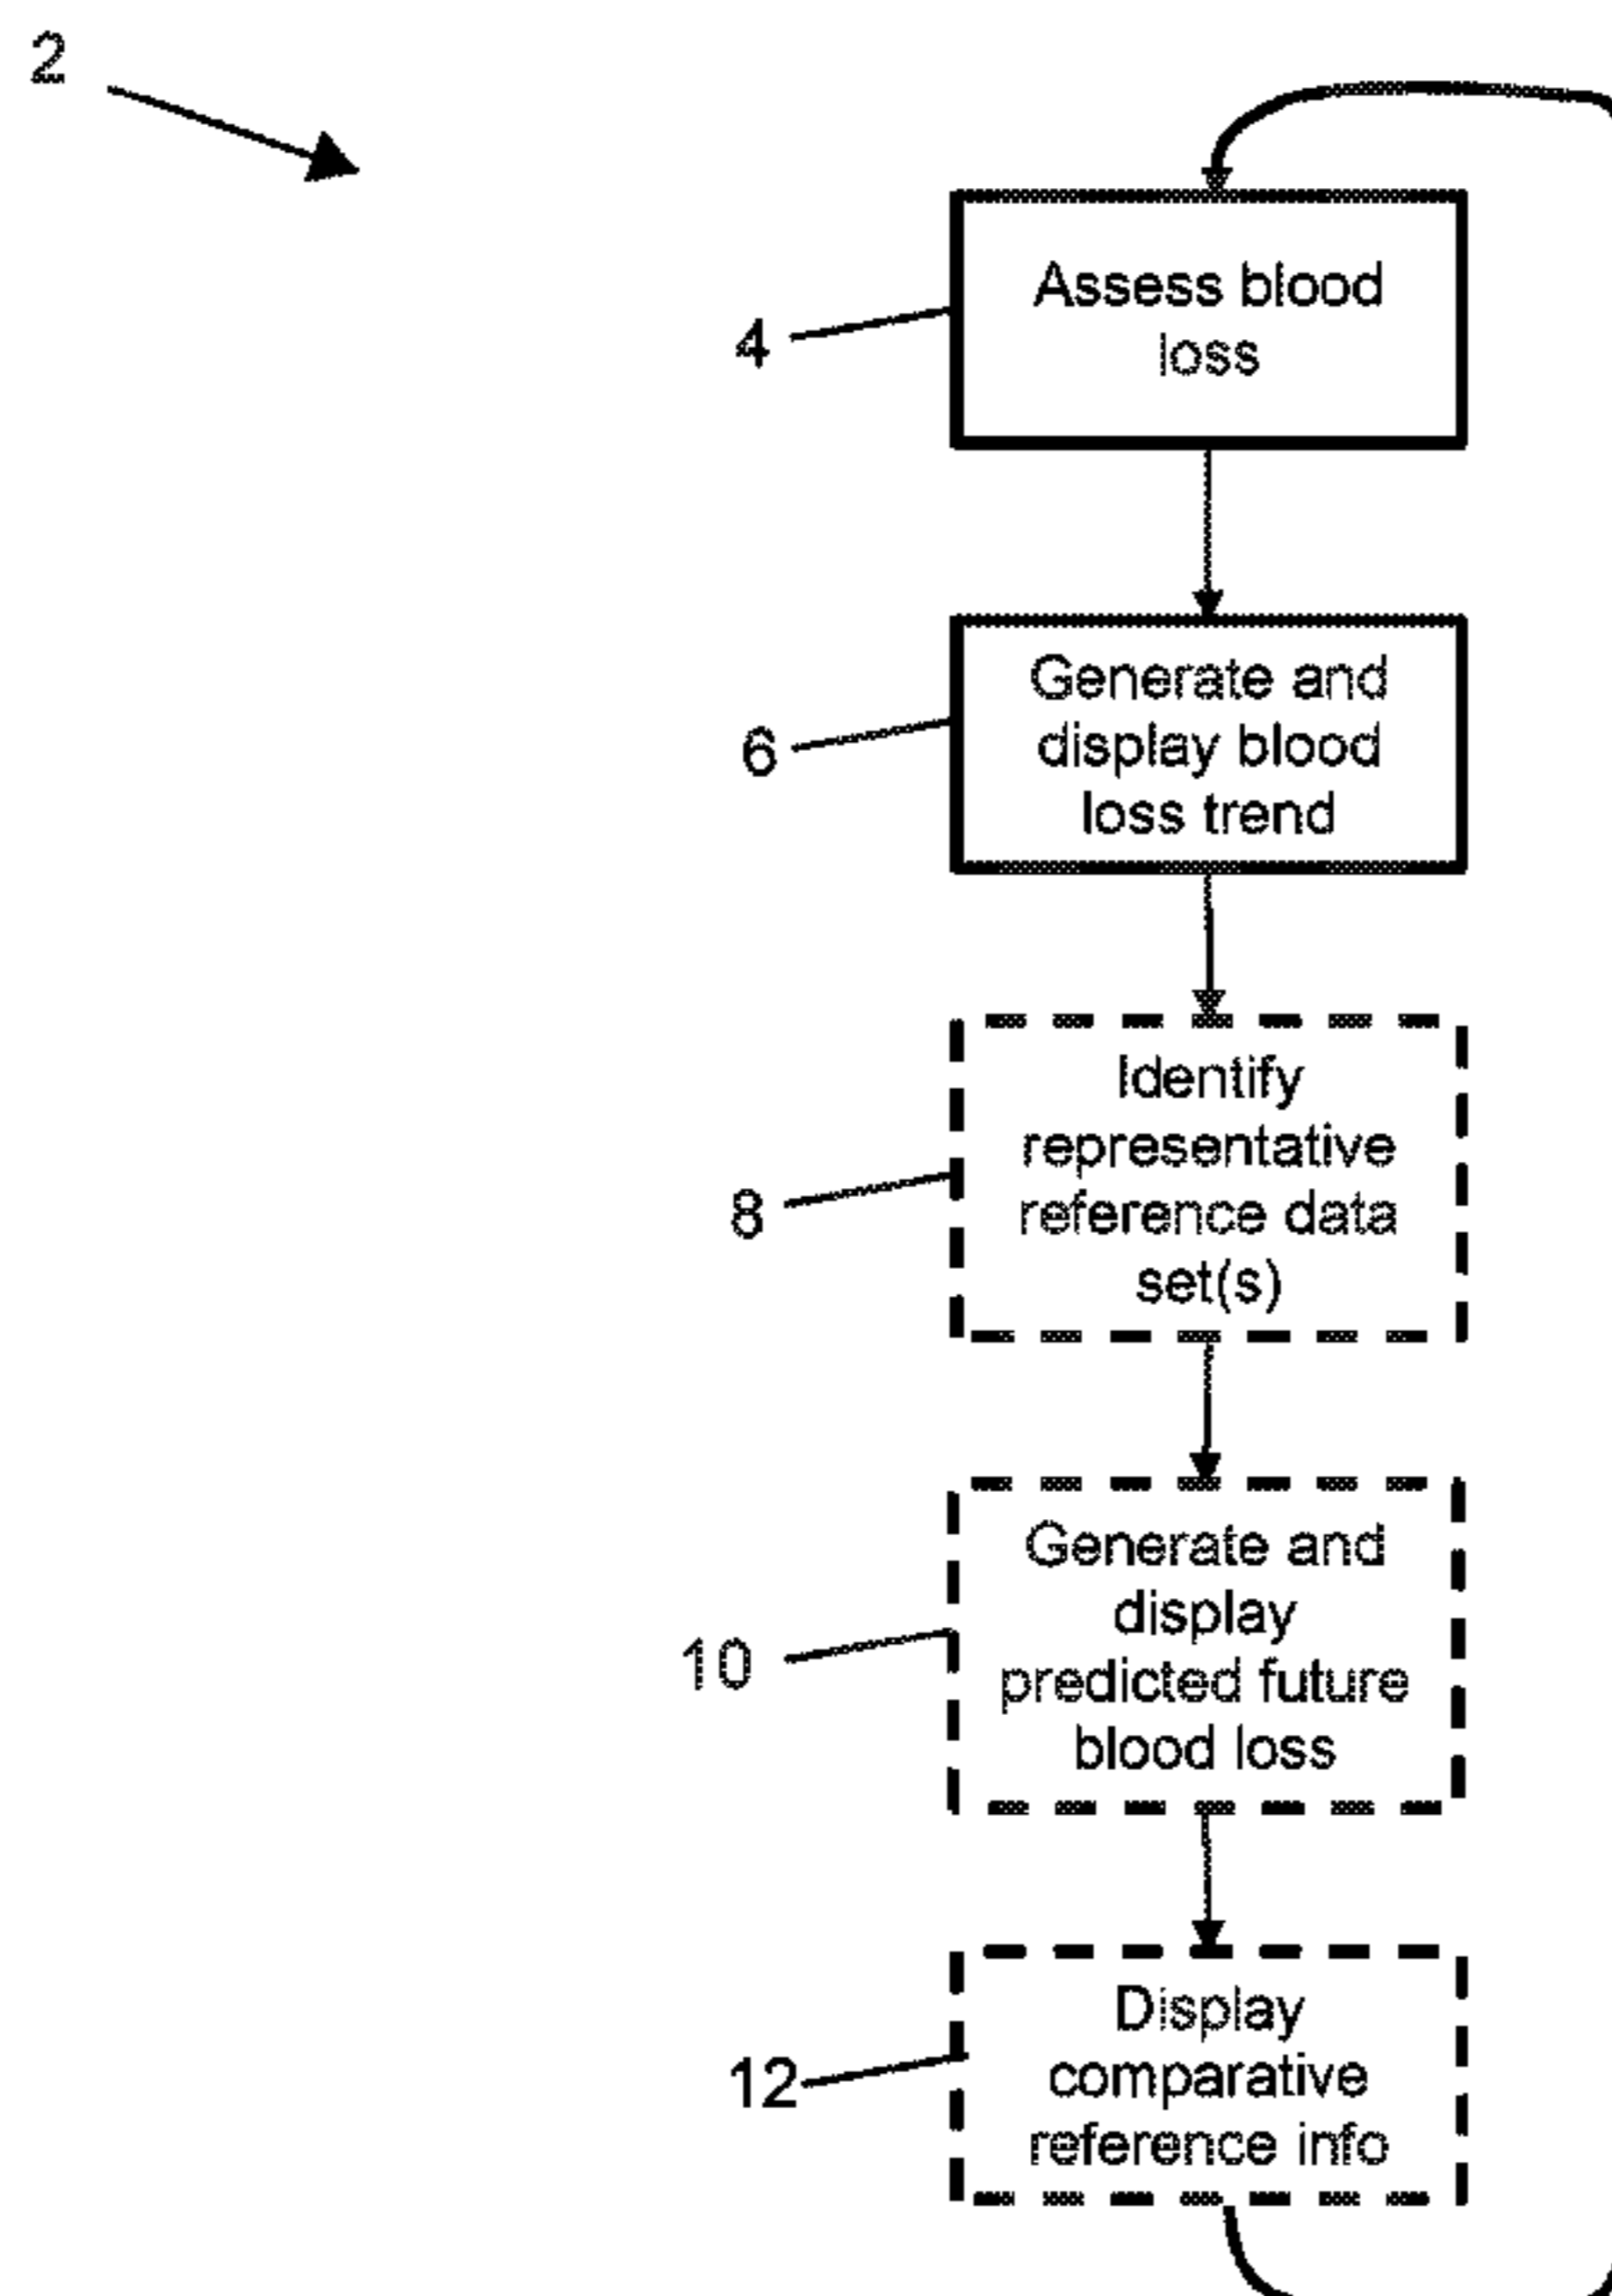 2
Assess blood
loss
4
Generate and
display blood
loss trend
6
Identify
representative
reference data
set(s)
8
Generate and
display
predicted future
blood loss
10
Display
comparative
reference info
12